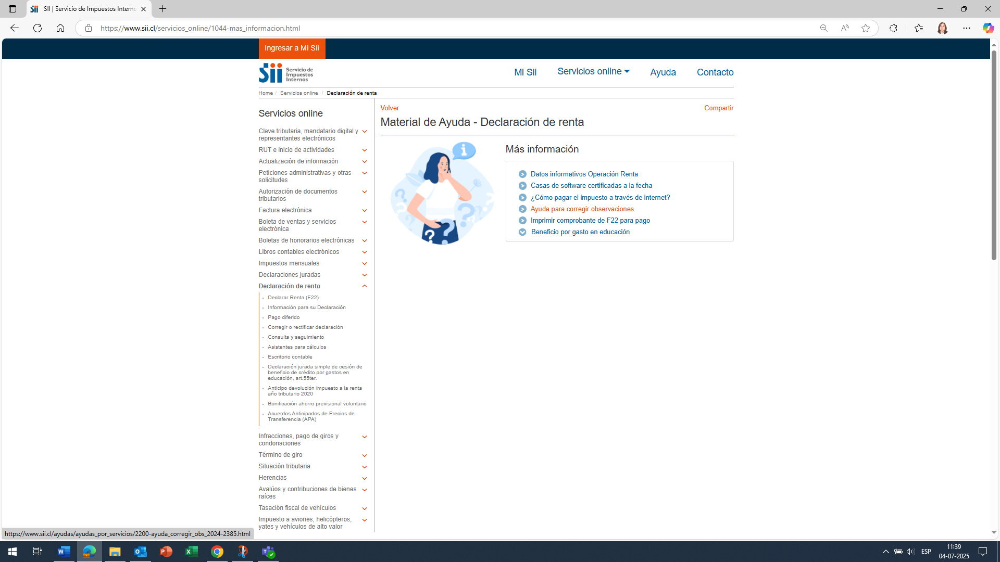 SII | Servicio de Impuestos Interno
https://www.sii.cl/servicios_online/1044-mas_informacion.html
Ingresar a Mi Sii
Sii Servicio de
Impuestos
Internos
Mi Sii
Servicios online
Ayuda
Contacto
Home / Servicios online / Declaración de renta
Servicios online
Clave tributaria, mandatario digital y
representantes electrónicos
RUT e inicio de actividades
Actualización de información
Peticiones administrativas y otras
solicitudes
Autorización de documentos
tributarios
Factura electrónica
Boleta de ventas y servicios
electrónica
Boletas de honorarios electrónicas
Libros contables electrónicos
Impuestos mensuales
Declaraciones juradas
Declaración de renta
Declarar Renta (F22)
Información para su Declaración
Pago diferido
Corregir o rectificar declaración
Consulta y seguimiento
Asistentes para cálculos
Escritorio contable
Declaración jurada simple de cesión de
beneficio de crédito por gastos en
educación, art.55ter.
Anticipo devolución impuesto a la renta
año tributario 2020
Bonificación ahorro previsional voluntario
Acuerdos Anticipados de Precios de
Transferencia (APA)
Infracciones, pago de giros y
condonaciones
Término de giro
Situación tributaria
Herencias
Avalúos y contribuciones de bienes
raíces
Tasación fiscal de vehículos
Impuesto a aviones, helicópteros,
yates y vehículos de alto valor
Volver
Compartir
Material de Ayuda - Declaración de renta
Más información
Datos informativos Operación Renta
Casas de software certificadas a la fecha
¿Cómo pagar el impuesto a través de internet?
Ayuda para corregir observaciones
Imprimir comprobante de F22 para pago
Beneficio por gasto en educación
https://www.sii.cl/ayudas/ayudas_por_servicios/2200-ayuda_corregir_obs_2024-2385.html
ESP
11:39
04-07-2025